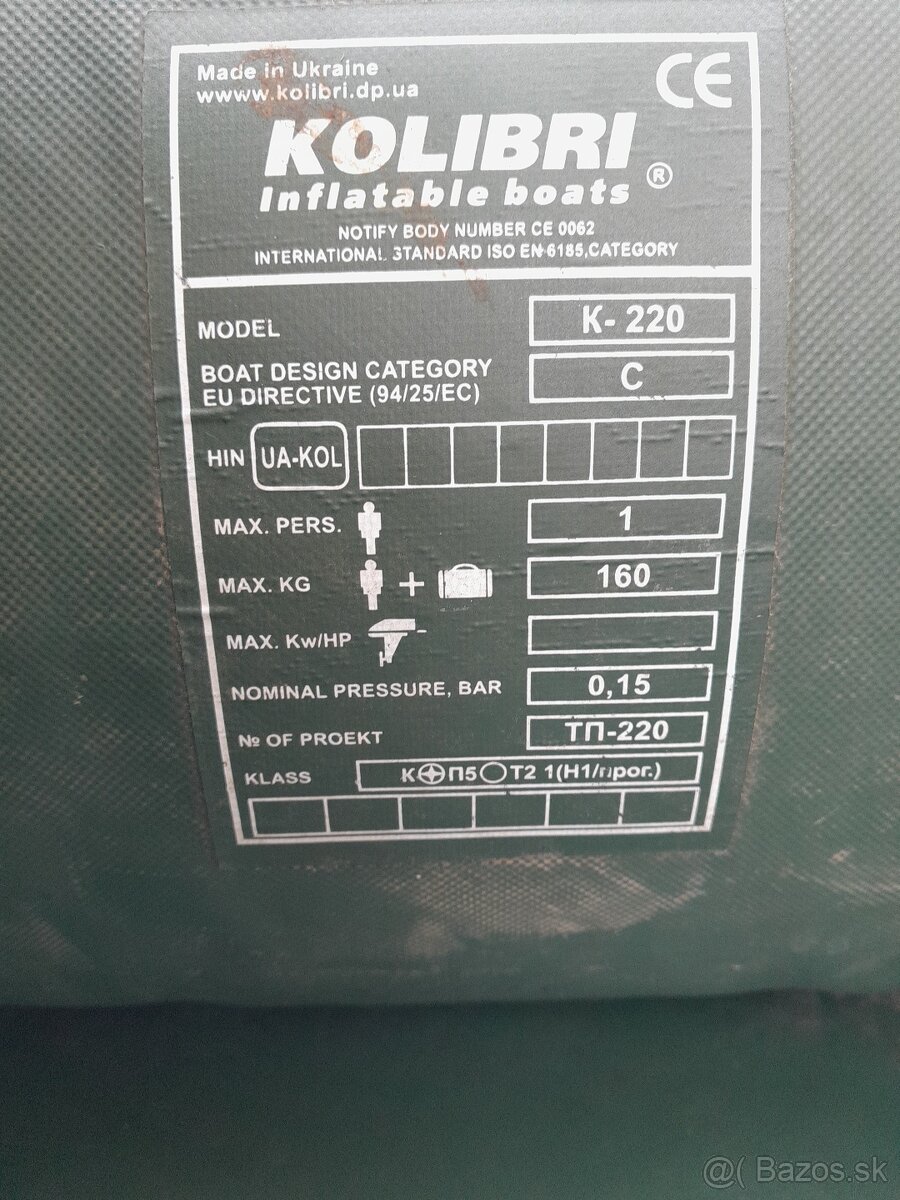 Made in Ukraine
www.kolibri.dp.ua
CE
KOLIBRI
Inflatable boats ®
NOTIFY BODY NUMBER CE 0062
INTERNATIONAL 3TANDARD ISO EN-6185,CATEGORY
MODEL K- 220
BOAT DESIGN CATEGORY
EU DIRECTIVE (94/25/EC) C
HIN UA-KOL
MAX. PERS. 1
MAX. KG + 160
MAX. Kw/HP
NOMINAL PRESSURE, BAR 0,15
№ OF PROEKT ТП-220
KLASS К П5 Т2 1(Н1/прог.)
@( Bazos.sk